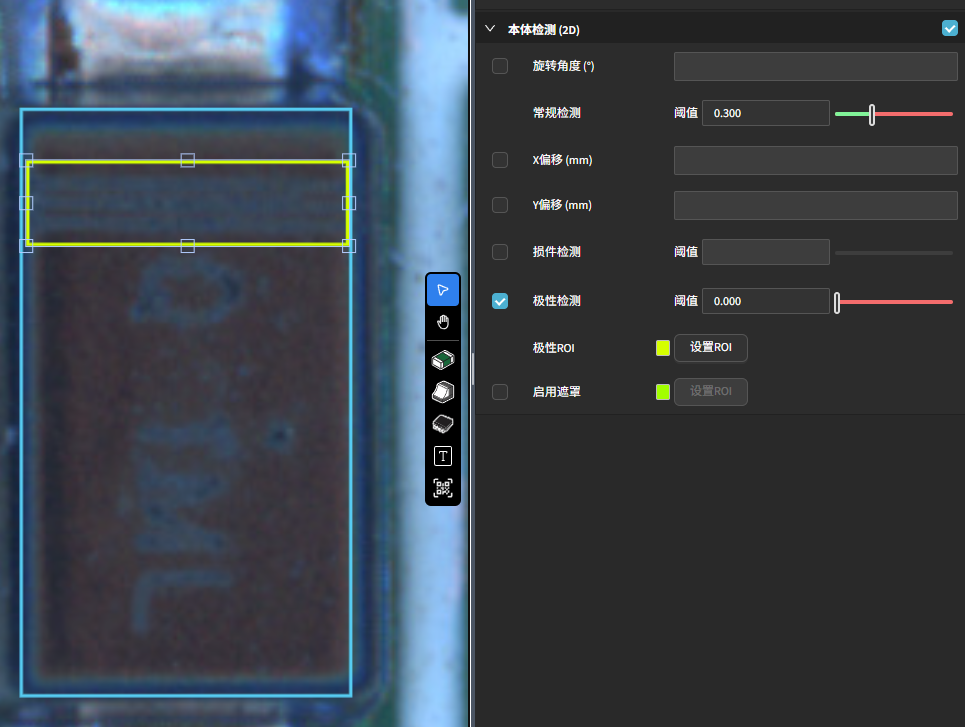 本体检测 (2D)
旋转角度 (°)
常规检测 阈值 0.300
X偏移 (mm)
Y偏移 (mm)
损件检测 阈值
极性检测 阈值 0.000
极性ROI 设置ROI
启用遮罩 设置ROI
T